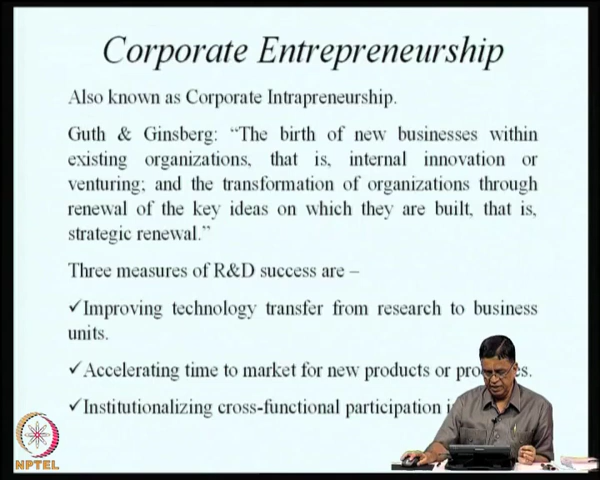 Corporate Entrepreneurship
Also known as Corporate Intrapreneurship.
Guth & Ginsberg: “The birth of new businesses within
existing organizations, that is, internal innovation or
venturing; and the transformation of organizations through
renewal of the key ideas on which they are built, that is,
strategic renewal.”
Three measures of R&D success are –
✓Improving technology transfer from research to business
units.
✓Accelerating time to market for new products or
✓Institutionalizing cross-functional participation
NPTEL